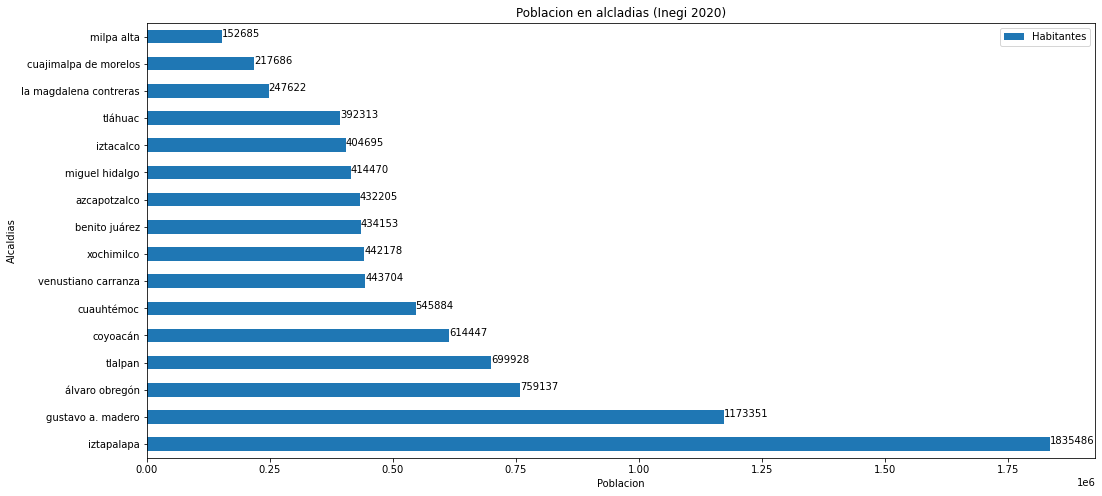 Poblacion en alcladias (Inegi 2020)
Habitantes
milpa alta 152685
cuajimalpa de morelos 217686
la magdalena contreras 247622
tláhuac 392313
iztacalco 404695
miguel hidalgo 414470
azcapotzalco 432205
benito juárez 434153
xochimilco 442178
venustiano carranza 443704
cuauhtémoc 545884
coyoacán 614447
tlalpan 699928
álvaro obregón 759137
gustavo a. madero 1173351
iztapalapa 1835486
Alcaldias
0.00 0.25 0.50 0.75 1.00 1.25 1.50 1.75
1e6
Poblacion